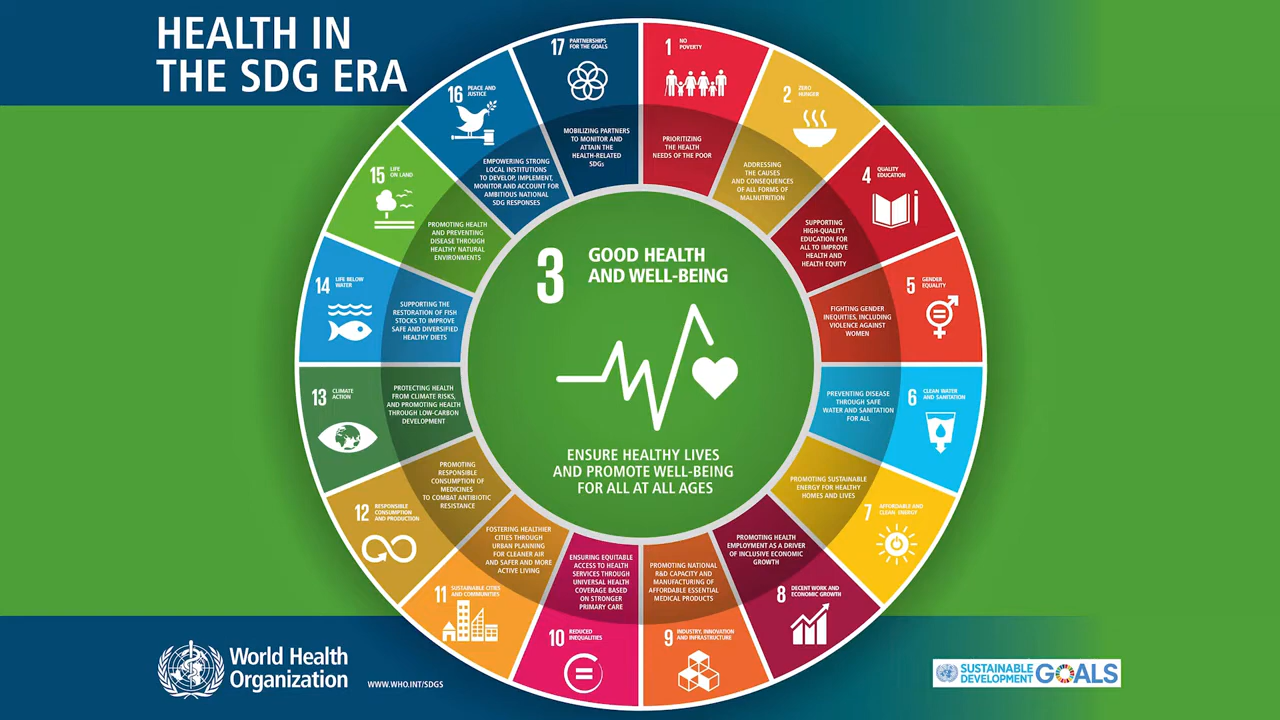 HEALTH IN
THE SDG ERA
3
GOOD HEALTH
AND WELL-BEING
ENSURE HEALTHY LIVES
AND PROMOTE WELL-BEING
FOR ALL AT ALL AGES
1
NO
POVERTY
PRIORITIZING
THE HEALTH
NEEDS OF THE POOR
2
ZERO
HUNGER
ADDRESSING
THE CAUSES
AND CONSEQUENCES
OF ALL FORMS OF
MALNUTRITION
4
QUALITY
EDUCATION
SUPPORTING
HIGH-QUALITY
EDUCATION FOR
ALL TO IMPROVE
HEALTH AND
HEALTH EQUITY
5
GENDER
EQUALITY
FIGHTING GENDER
INEQUITIES, INCLUDING
VIOLENCE AGAINST
WOMEN
6
CLEAN WATER
AND SANITATION
PREVENTING DISEASE
THROUGH SAFE
WATER AND SANITATION
FOR ALL
7
AFFORDABLE AND
CLEAN ENERGY
PROMOTING SUSTAINABLE
ENERGY FOR HEALTHY
HOMES AND LIVES
8
DECENT WORK AND
ECONOMIC GROWTH
PROMOTING HEALTH
EMPLOYMENT AS A DRIVER
OF INCLUSIVE ECONOMIC
GROWTH
9
INDUSTRY, INNOVATION
AND INFRASTRUCTURE
PROMOTING NATIONAL
R&D CAPACITY AND
MANUFACTURING OF
AFFORDABLE ESSENTIAL
MEDICAL PRODUCTS
10
REDUCED
INEQUALITIES
ENSURING EQUITABLE
ACCESS TO HEALTH
SERVICES THROUGH
UNIVERSAL HEALTH
COVERAGE BASED
ON STRONGER
PRIMARY CARE
11
SUSTAINABLE CITIES
AND COMMUNITIES
FOSTERING HEALTHIER
CITIES THROUGH
URBAN PLANNING
FOR CLEANER AIR
AND SAFER AND MORE
ACTIVE LIVING
12
RESPONSIBLE
CONSUMPTION
AND PRODUCTION
PROMOTING
RESPONSIBLE
CONSUMPTION OF
MEDICINES
TO COMBAT ANTIBIOTIC
RESISTANCE
13
CLIMATE
ACTION
PROTECTING HEALTH
FROM CLIMATE RISKS,
AND PROMOTING HEALTH
THROUGH LOW-CARBON
DEVELOPMENT
14
LIFE BELOW
WATER
SUPPORTING THE
RESTORATION OF FISH
STOCKS TO IMPROVE
SAFE AND DIVERSIFIED
HEALTHY DIETS
15
LIFE
ON LAND
PROMOTING HEALTH
AND PREVENTING
DISEASE THROUGH
HEALTHY NATURAL
ENVIRONMENTS
16
PEACE AND
JUSTICE
EMPOWERING STRONG
LOCAL INSTITUTIONS
TO DEVELOP, IMPLEMENT,
MONITOR AND ACCOUNT FOR
AMBITIOUS NATIONAL
SDG RESPONSES
17
PARTNERSHIPS
FOR THE GOALS
MOBILIZING PARTNERS
TO MONITOR AND
ATTAIN THE
HEALTH-RELATED
SDGs
World Health
Organization
WWW.WHO.INT/SDGS
SUSTAINABLE
DEVELOPMENT
GOALS